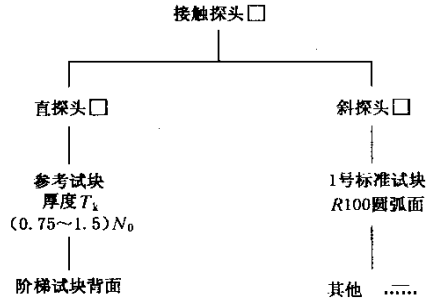 接触探头□
直探头□
斜探头□
参考试块
厚度Tk
(0.75～1.5)N0
1号标准试块
R100圆弧面
阶梯试块背面
其他 ……